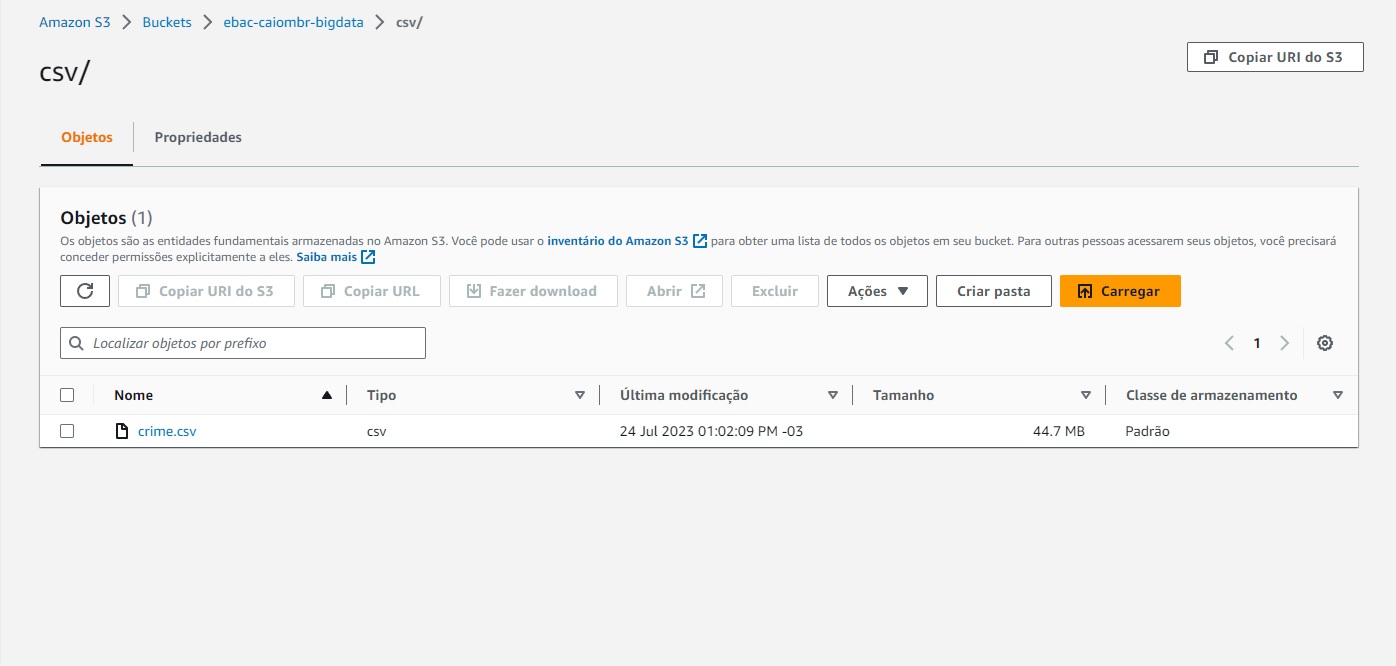 Amazon S3 > Buckets > ebac-caiombr-bigdata > csv/
csv/
Copiar URI do S3
Objetos
Propriedades
Objetos (1)
Os objetos são as entidades fundamentais armazenadas no Amazon S3. Você pode usar o inventário do Amazon S3 para obter uma lista de todos os objetos em seu bucket. Para outras pessoas acessarem seus objetos, você precisará
conceder permissões explicitamente a eles. Saiba mais
Copiar URI do S3 Copiar URL Fazer download Abrir Excluir Ações Criar pasta Carregar
Localizar objetos por prefixo
1
Nome Tipo Última modificação Tamanho Classe de armazenamento
crime.csv csv 24 Jul 2023 01:02:09 PM -03 44.7 MB Padrão